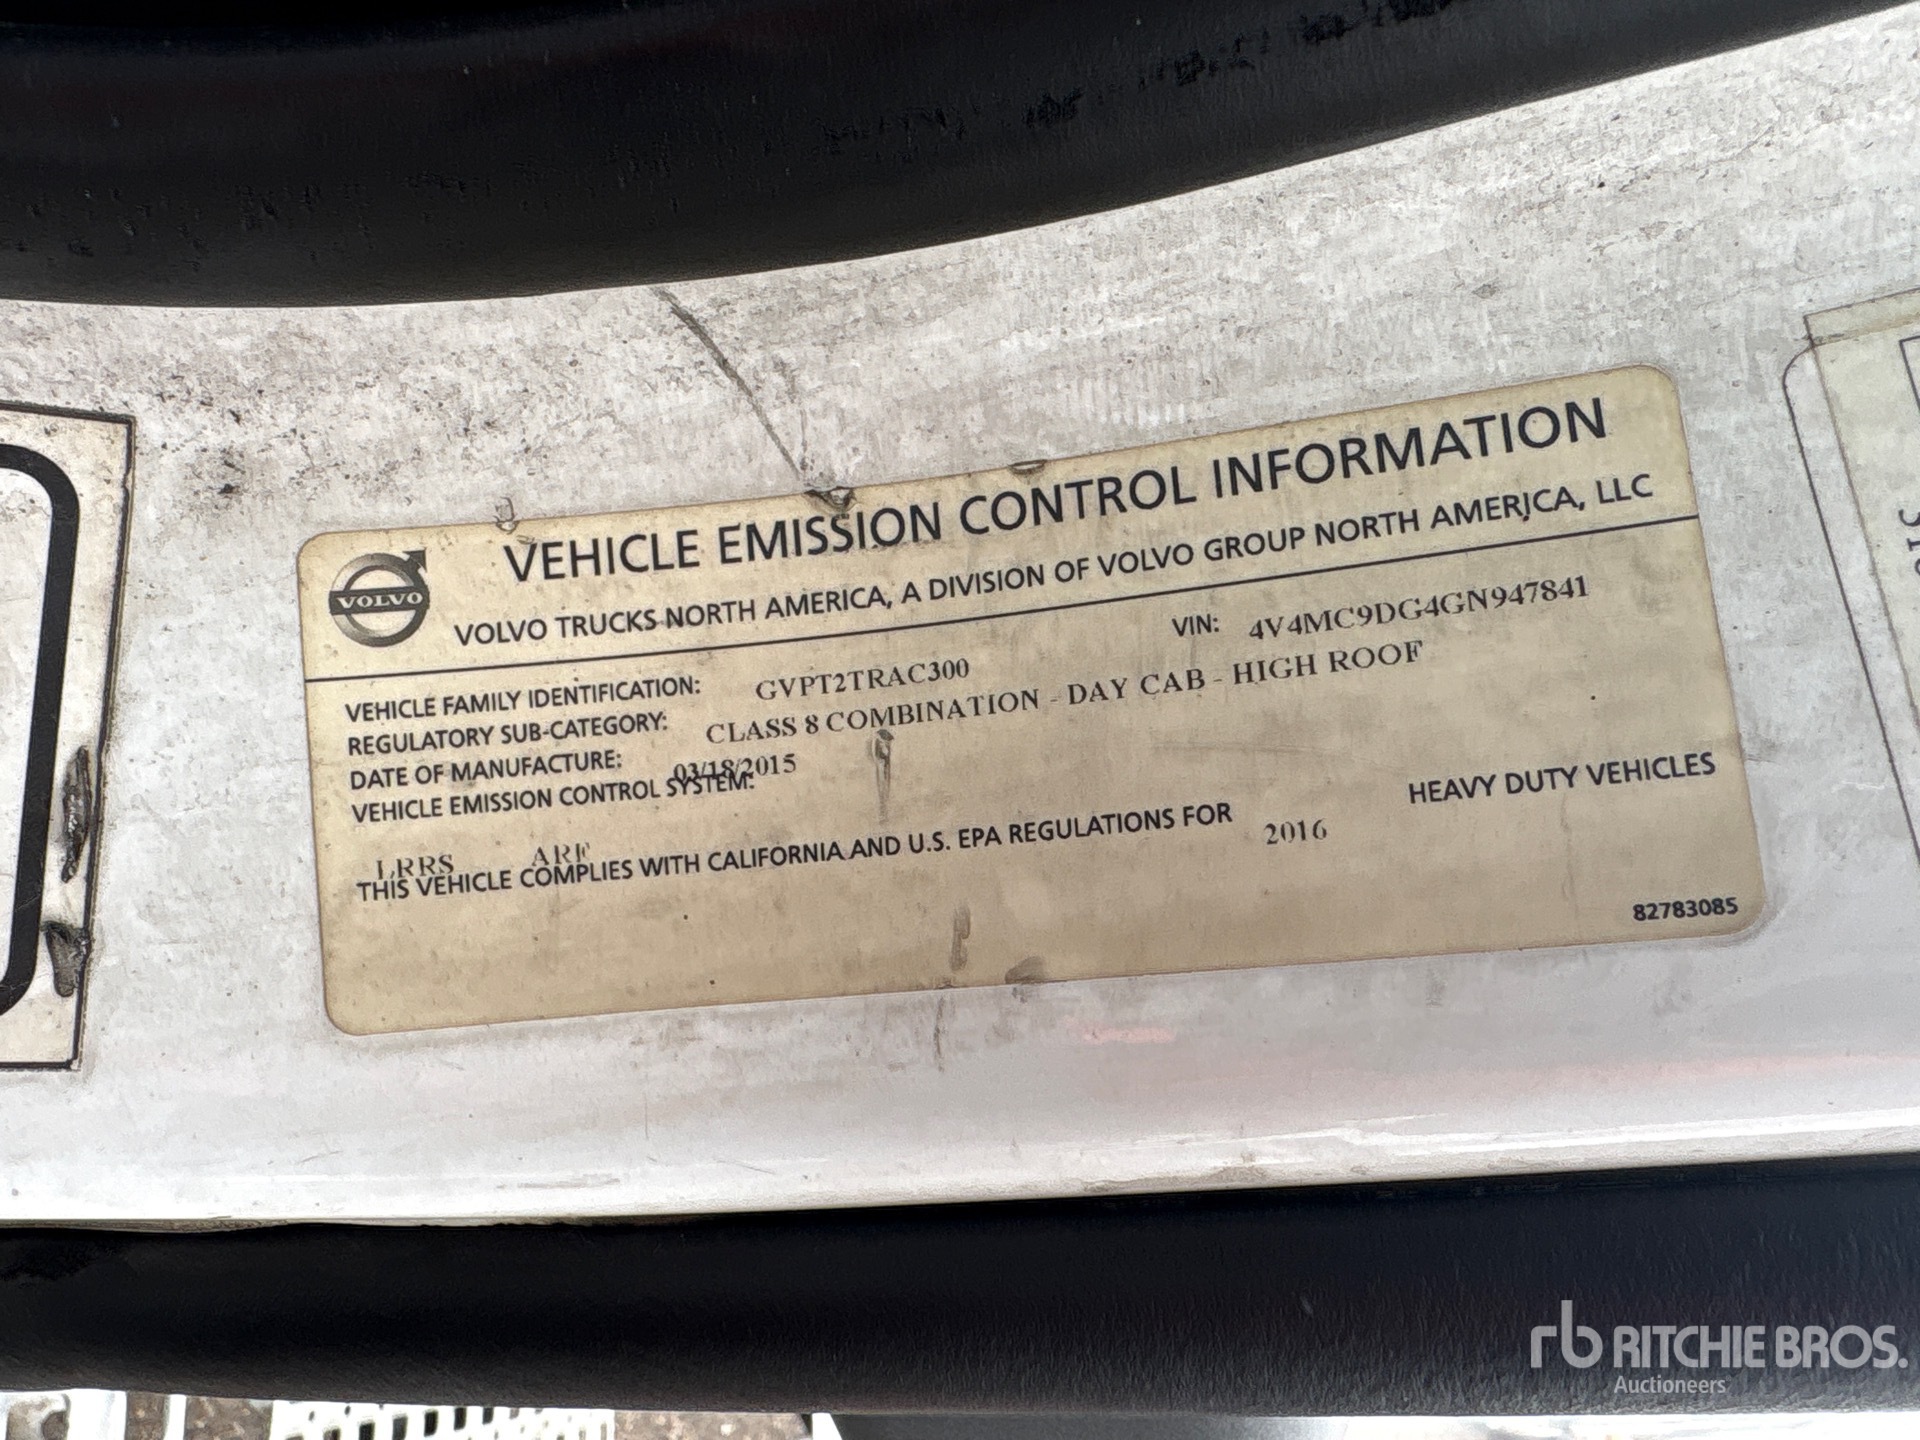 VEHICLE EMISSION CONTROL INFORMATION
VOLVO
VOLVO TRUCKS NORTH AMERICA, A DIVISION OF VOLVO GROUP NORTH AMERICA, LLC
VIN: 4V4MC9DG4GN947841
VEHICLE FAMILY IDENTIFICATION: GVPT2TRAC300
REGULATORY SUB-CATEGORY: CLASS 8 COMBINATION - DAY CAB - HIGH ROOF
DATE OF MANUFACTURE: 03/18/2015
VEHICLE EMISSION CONTROL SYSTEM:
LRRS ARF
THIS VEHICLE COMPLIES WITH CALIFORNIA AND U.S. EPA REGULATIONS FOR 2016 HEAVY DUTY VEHICLES
82783085
rb RITCHIE BROS.
Auctioneers